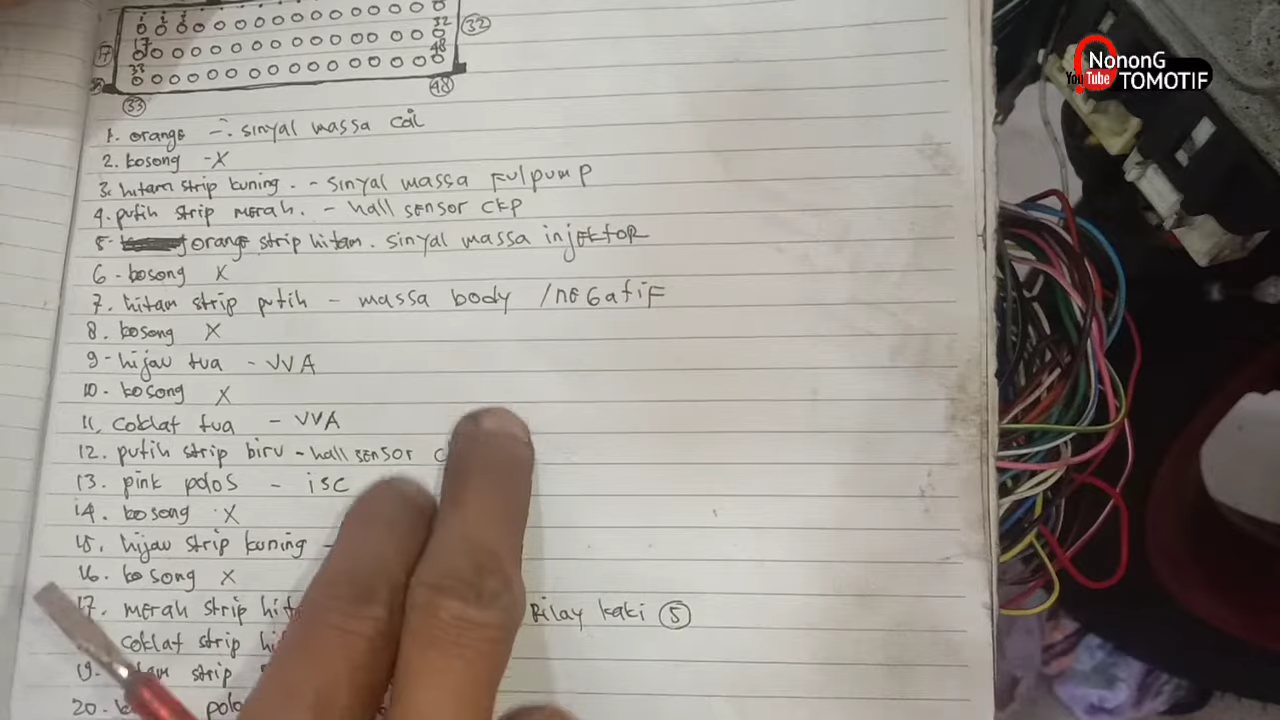 32
17
17
32
48
33
33
48
1. orange -: sinyal massa coil
2. kosong - X
3. hitam strip kuning. - sinyal massa Fulpump
4. putih strip merah. - hall sensor CKP
5- orange strip hitam. sinyal massa injektor
6 - kosong X
7. hitam strip putih - massa body /negatif
8. kosong X
9- hijau tua - VVA
10. kosong X
11. Coklat tua - VVA
12. putih strip biru - hall sensor
13. pink polos - isc
14. kosong X
15. hijau strip kuning -
16. kosong X
17. merah strip Rilay kaki 5
coklat strip
19. strip
20. polo
NononG
YouTube TOMOTIF